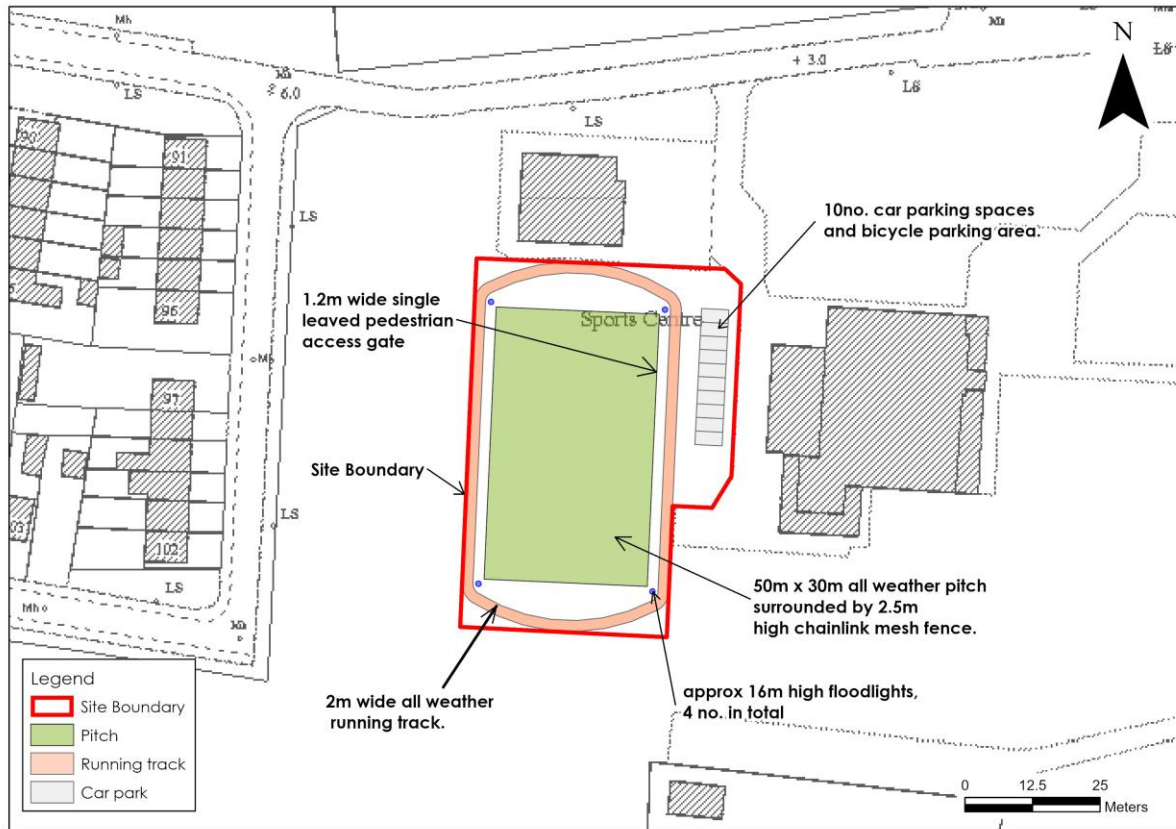 Mh
N
LS
+ 3.0
LS
LS
6.0
LS
90
91
LS
10no. car parking spaces
and bicycle parking area.
1.2m wide single
leaved pedestrian
access gate
Sports Centre
96
97
Site Boundary
LS
102
LS
Mh
50m x 30m all weather pitch
surrounded by 2.5m
high chainlink mesh fence.
approx 16m high floodlights,
4 no. in total
2m wide all weather
running track.
Legend
Site Boundary
Pitch
Running track
Car park
0 12.5 25
Meters